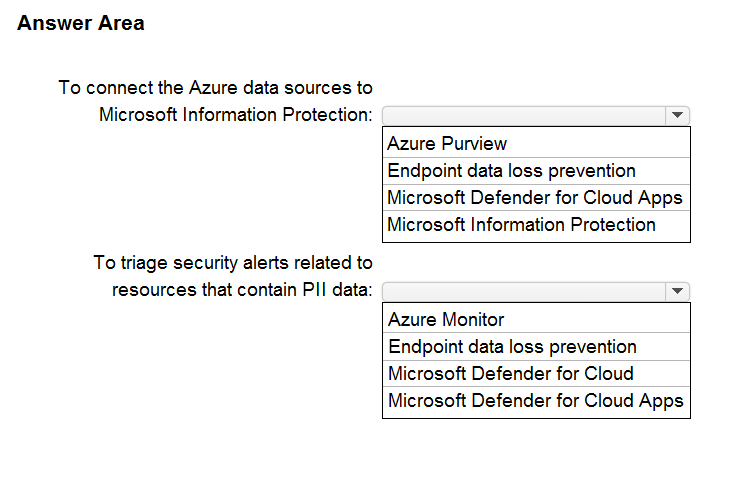 Answer Area
To connect the Azure data sources to
Microsoft Information Protection:
Azure Purview
Endpoint data loss prevention
Microsoft Defender for Cloud Apps
Microsoft Information Protection
To triage security alerts related to
resources that contain PII data:
Azure Monitor
Endpoint data loss prevention
Microsoft Defender for Cloud
Microsoft Defender for Cloud Apps